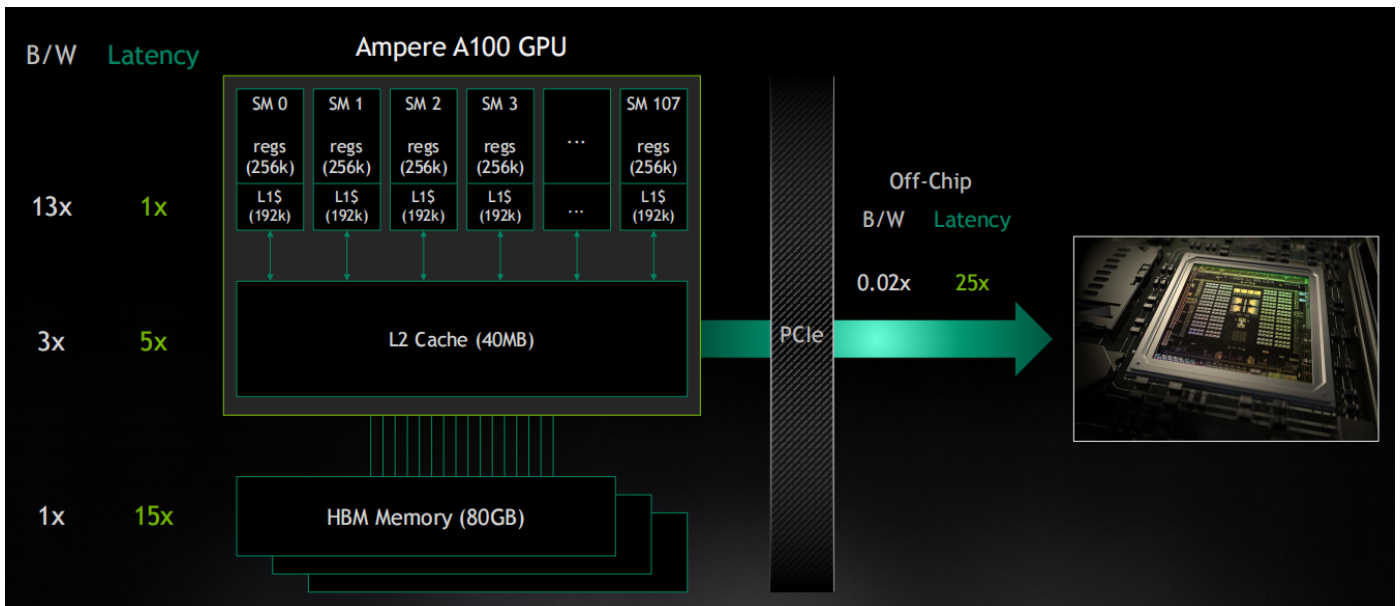 Ampere A100 GPU
B/W Latency
SM 0 SM 1 SM 2 SM 3 SM 107
regs regs regs regs ... regs
(256k) (256k) (256k) (256k) (256k)
13x 1x
L1$ L1$ L1$ L1$ ... L1$
(192k) (192k) (192k) (192k) (192k)
Off-Chip
B/W Latency
0.02x 25x
3x 5x
L2 Cache (40MB)
PCIe
1x 15x
HBM Memory (80GB)